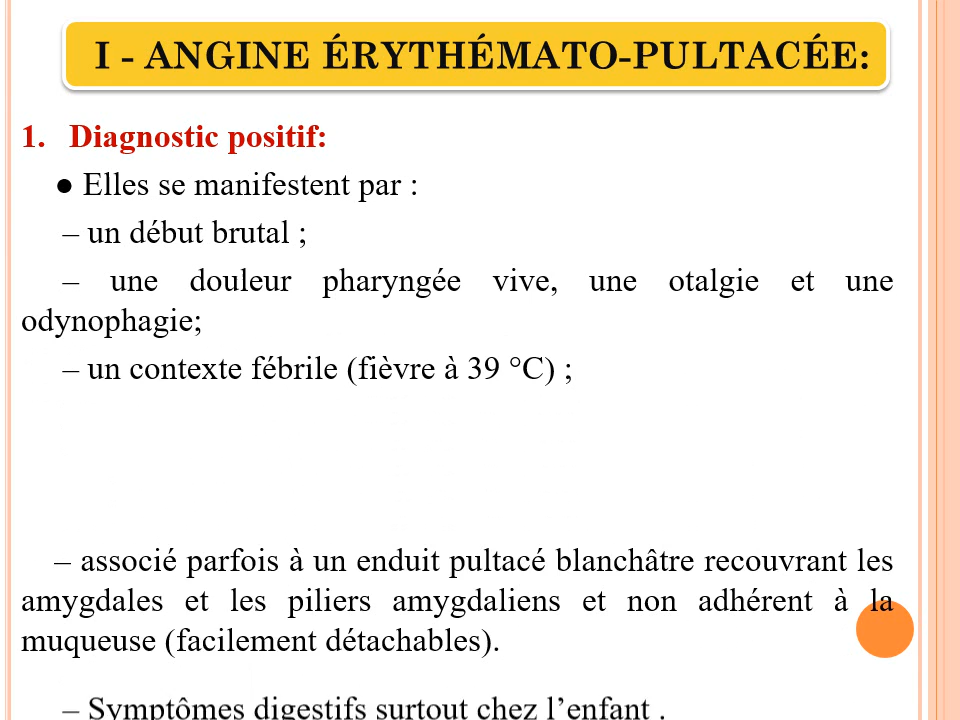 I - ANGINE ÉRYTHÉMATO-PULTACÉE:
1. Diagnostic positif:
● Elles se manifestent par :
– un début brutal ;
– une douleur pharyngée vive, une otalgie et une
odynophagie;
– un contexte fébrile (fièvre à 39 °C) ;
– associé parfois à un enduit pultacé blanchâtre recouvrant les
amygdales et les piliers amygdaliens et non adhérent à la
muqueuse (facilement détachables).
– Symptômes digestifs surtout chez l’enfant .